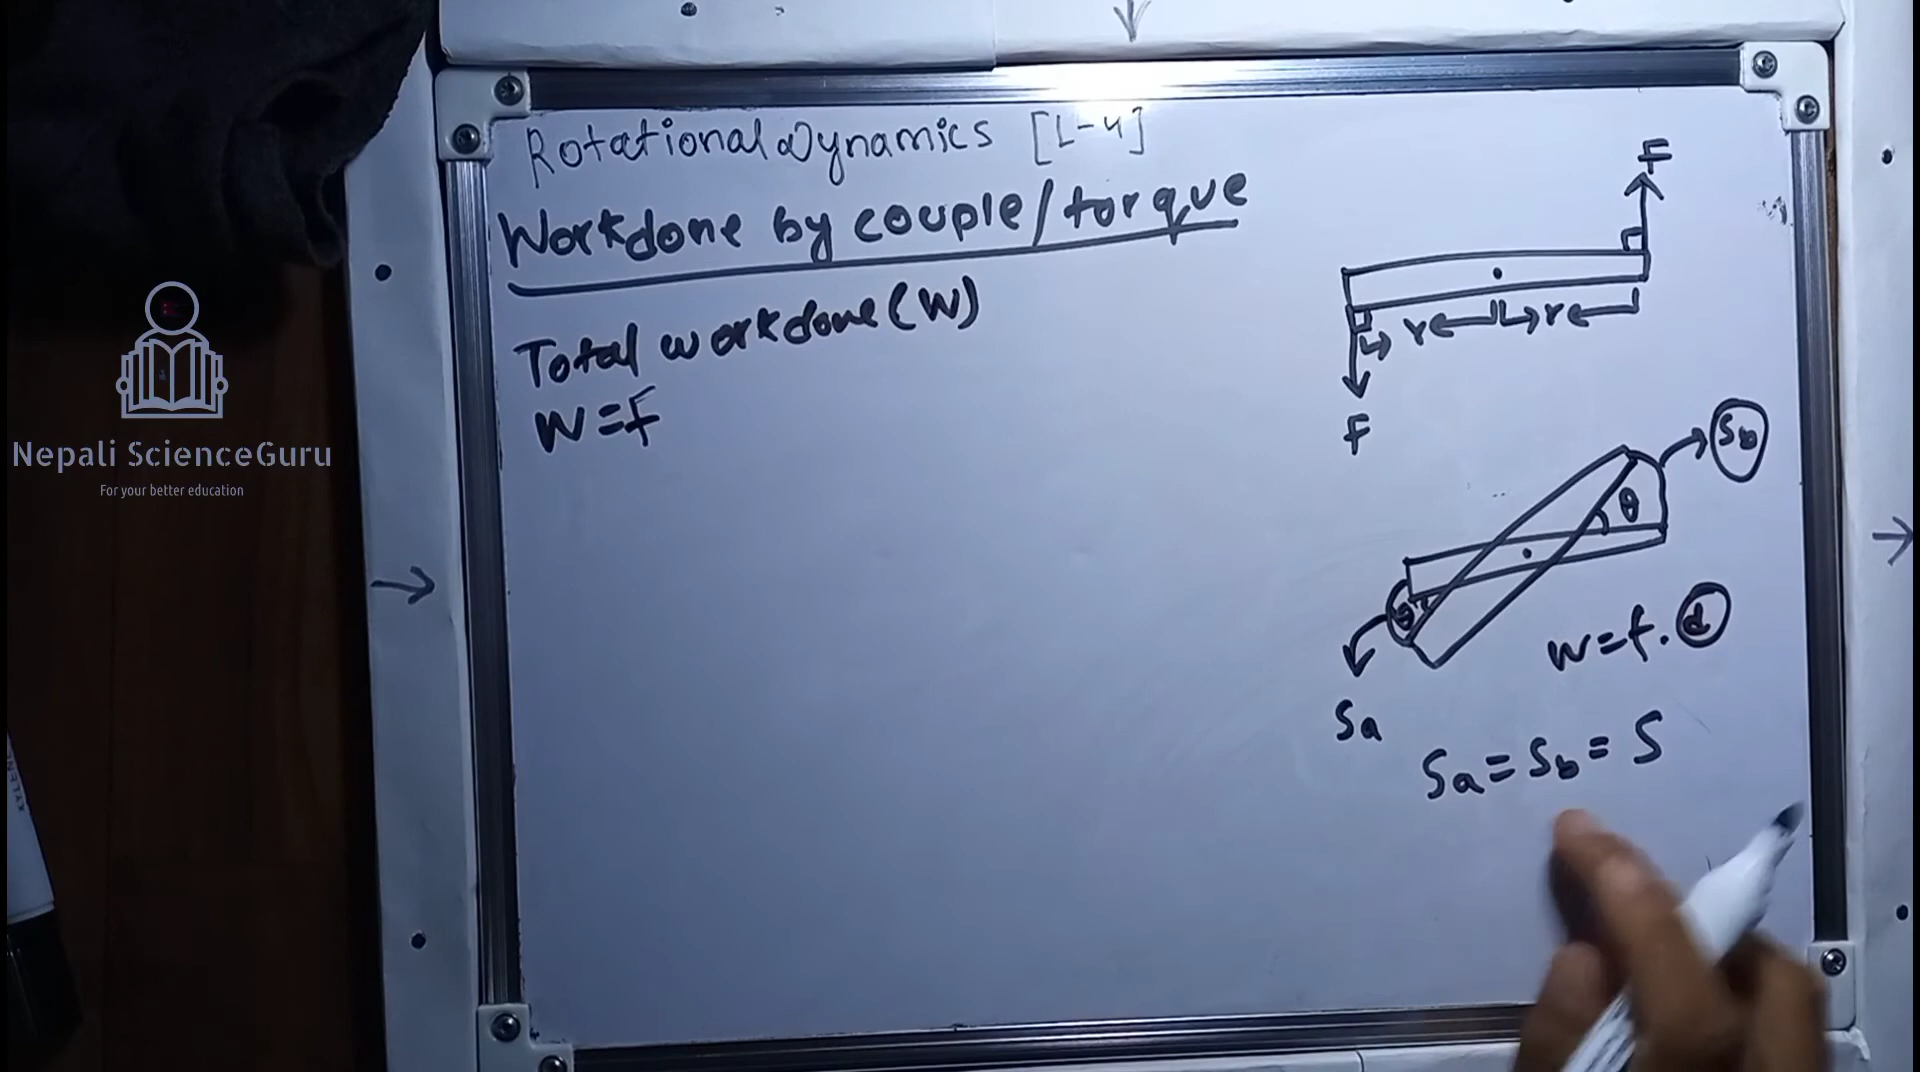 Rotational Dynamics [L-4]
Workdone by couple/torque
Total workdone (W)
W = F
F
r r
F
Sb
θ
θ
W = f. d
Sa
Sa = Sb = S
Nepali ScienceGuru
For your better education